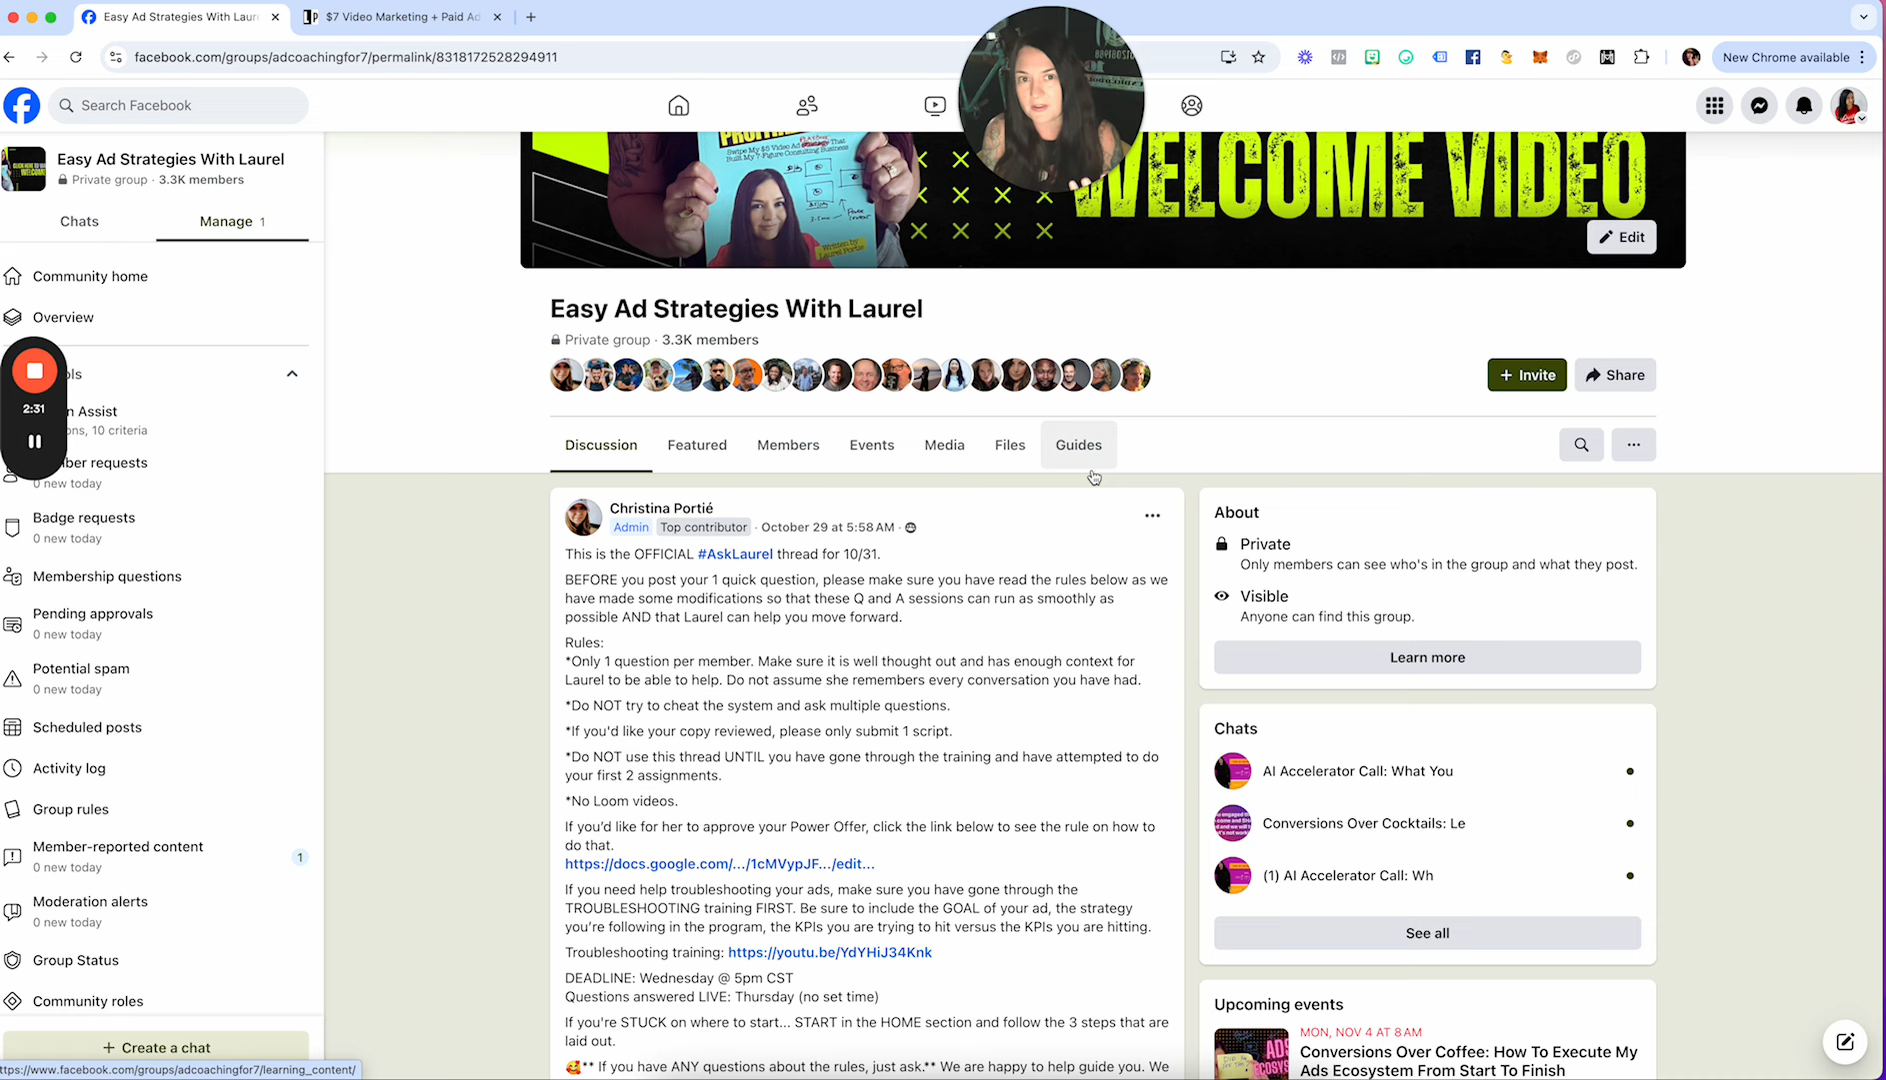 Easy Ad Strategies With Laur
$7 Video Marketing + Paid Ad
facebook.com/groups/adcoachingfor7/permalink/8318172528294911
New Chrome available
Search Facebook
Easy Ad Strategies With Laurel
Private group · 3.3K members
Chats
Manage 1
Community home
Overview
2:31
n Assist
ons, 10 criteria
ber requests
0 new today
Badge requests
0 new today
Membership questions
Pending approvals
0 new today
Potential spam
0 new today
Scheduled posts
Activity log
Group rules
Member-reported content
0 new today
1
Moderation alerts
0 new today
Group Status
Community roles
+ Create a chat
ttps://www.facebook.com/groups/adcoachingfor7/learning_content/
Swipe My $5 Video Ad Strategy That
Built My 7-Figure Consulting Business
Written by
Laurel Portie
WELCOME VIDEO
Edit
Easy Ad Strategies With Laurel
Private group · 3.3K members
+ Invite
Share
Discussion
Featured
Members
Events
Media
Files
Guides
Christina Portié
Admin Top contributor · October 29 at 5:58 AM ·
This is the OFFICIAL #AskLaurel thread for 10/31.
BEFORE you post your 1 quick question, please make sure you have read the rules below as we
have made some modifications so that these Q and A sessions can run as smoothly as
possible AND that Laurel can help you move forward.
Rules:
*Only 1 question per member. Make sure it is well thought out and has enough context for
Laurel to be able to help. Do not assume she remembers every conversation you have had.
*Do NOT try to cheat the system and ask multiple questions.
*If you'd like your copy reviewed, please only submit 1 script.
*Do NOT use this thread UNTIL you have gone through the training and have attempted to do
your first 2 assignments.
*No Loom videos.
If you'd like for her to approve your Power Offer, click the link below to see the rule on how to
do that.
https://docs.google.com/.../1cMVypJF.../edit...
If you need help troubleshooting your ads, make sure you have gone through the
TROUBLESHOOTING training FIRST. Be sure to include the GOAL of your ad, the strategy
you're following in the program, the KPIs you are trying to hit versus the KPIs you are hitting.
Troubleshooting training: https://youtu.be/YdYHiJ34Knk
DEADLINE: Wednesday @ 5pm CST
Questions answered LIVE: Thursday (no set time)
If you're STUCK on where to start... START in the HOME section and follow the 3 steps that are
laid out.
🥰** If you have ANY questions about the rules, just ask.** We are happy to help guide you. We
About
Private
Only members can see who's in the group and what they post.
Visible
Anyone can find this group.
Learn more
Chats
AI Accelerator Call: What You
Conversions Over Cocktails: Le
(1) AI Accelerator Call: Wh
See all
Upcoming events
MON, NOV 4 AT 8 AM
Conversions Over Coffee: How To Execute My
Ads Ecosystem From Start To Finish